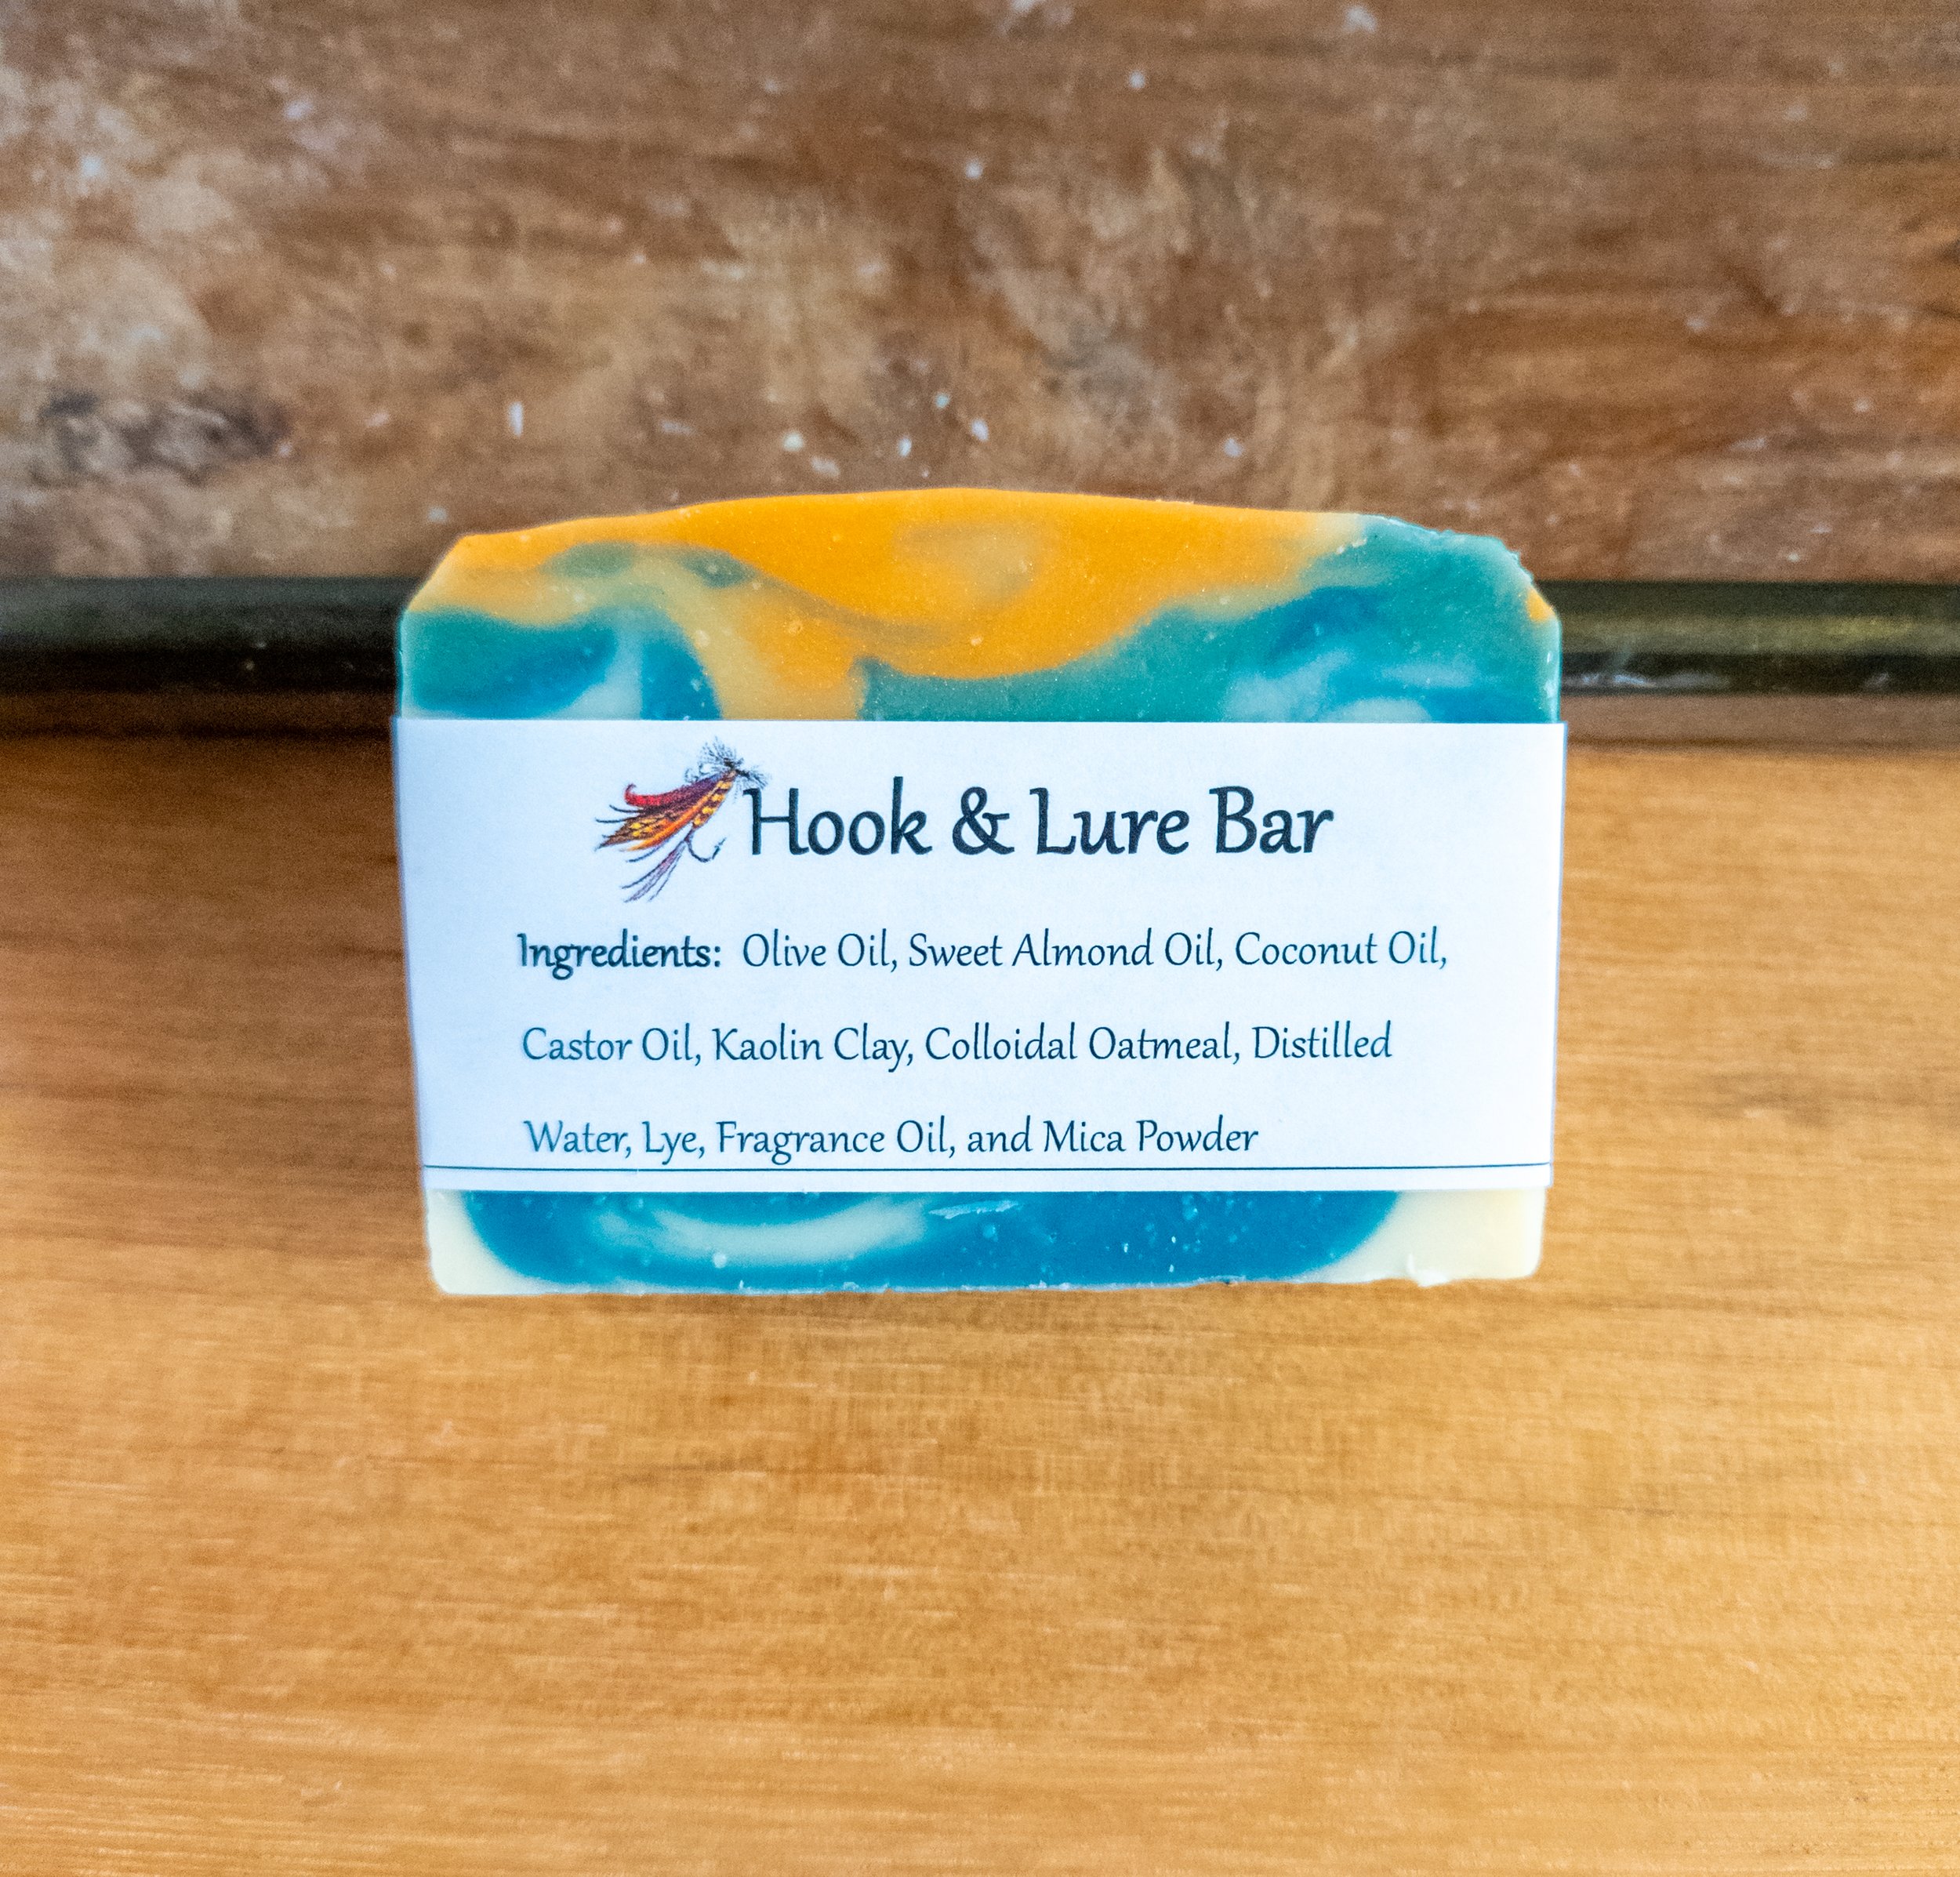 Hook & Lure Bar
Ingredients: Olive Oil, Sweet Almond Oil, Coconut Oil,
Castor Oil, Kaolin Clay, Colloidal Oatmeal, Distilled
Water, Lye, Fragrance Oil, and Mica Powder